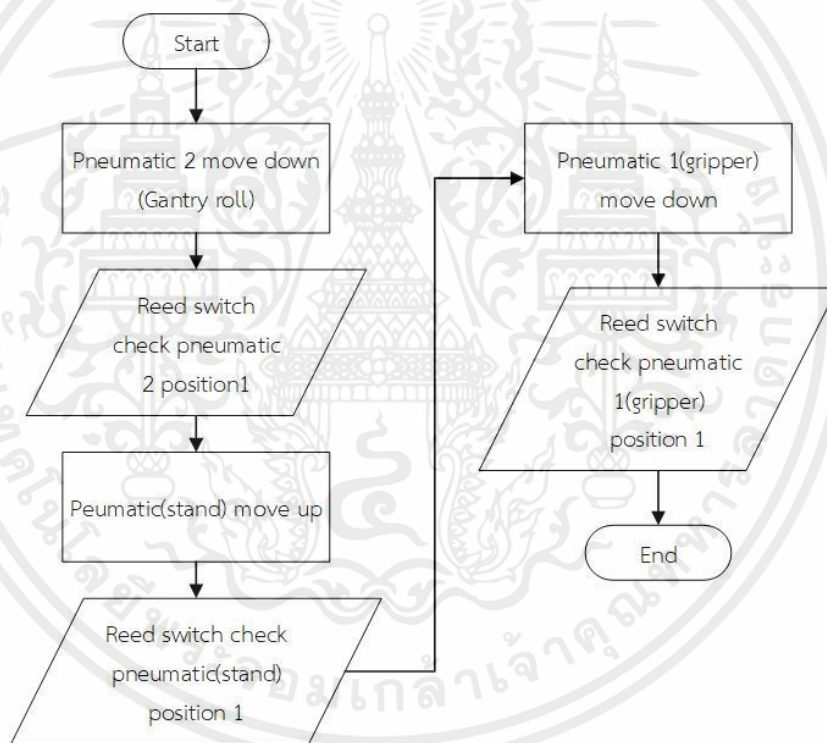 Start
Pneumatic 2 move down
(Gantry roll)
Reed switch
check pneumatic
2 position1
Peumatic(stand) move up
Reed switch check
pneumatic(stand)
position 1
Pneumatic 1(gripper)
move down
Reed switch
check pneumatic
1(gripper)
position 1
End